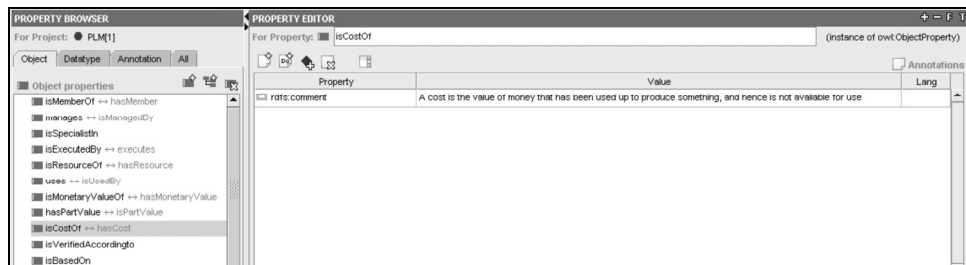 PROPERTY BROWSER
For Project: PLM[1]
Object Datatype Annotation All
Object properties
isMemberOf ↔ hasMember
manages ↔ isManagedBy
isSpecialistIn
isExecutedBy ↔ executes
isResourceOf ↔ hasResource
uses ↔ isUsedBy
isMonetaryValueOf ↔ hasMonetaryValue
hasPartValue ↔ isPartValue
isCostOf ↔ hasCost
isVerifiedAccordingto
isBasedOn
PROPERTY EDITOR
+ − F T
For Property: isCostOf (instance of owl:ObjectProperty)
Annotations
Property Value Lang
rdfs:comment A cost is the value of money that has been used up to produce something, and hence is not available for use